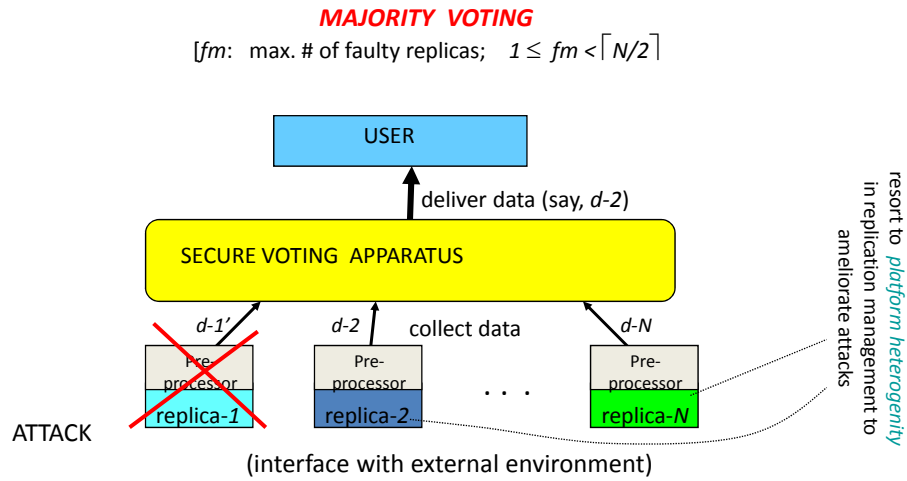 MAJORITY VOTING
[fm: max. # of faulty replicas; 1 ≤ fm < ⌈N/2⌉
USER
deliver data (say, d-2)
SECURE VOTING APPARATUS
d-1’
d-2
collect data
d-N
Pre-
processor
replica-1
Pre-
processor
replica-2
. . .
Pre-
processor
replica-N
ATTACK
(interface with external environment)
resort to platform heterogenity
in replication management to
ameliorate attacks